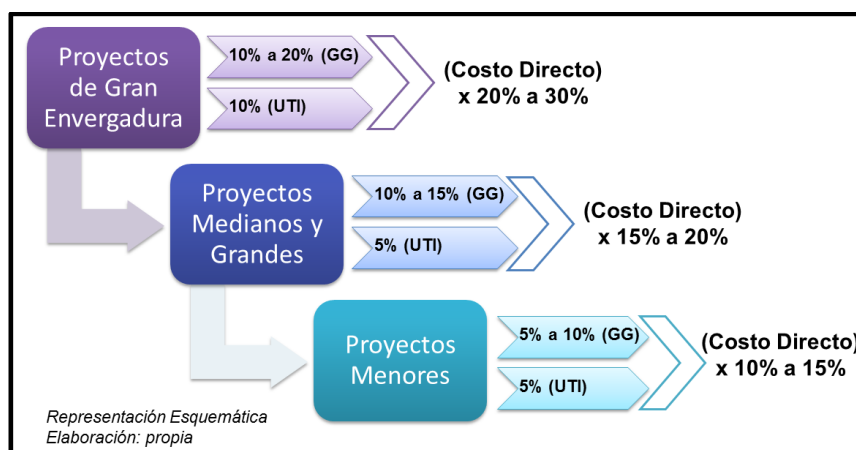 Proyectos
de Gran
Envergadura
10% a 20% (GG)
10% (UTI)
(Costo Directo)
x 20% a 30%
Proyectos
Medianos y
Grandes
10% a 15% (GG)
5% (UTI)
(Costo Directo)
x 15% a 20%
Proyectos
Menores
5% a 10% (GG)
5% (UTI)
(Costo Directo)
x 10% a 15%
Representación Esquemática
Elaboración: propia